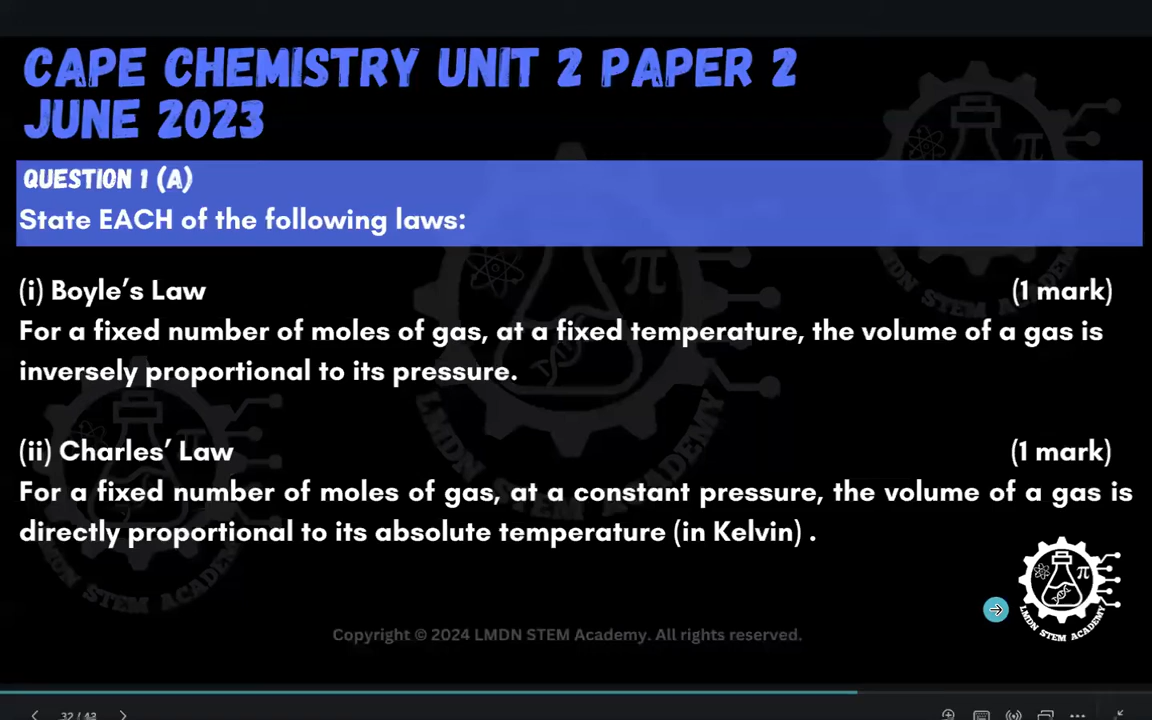 CAPE CHEMISTRY UNIT 2 PAPER 2
JUNE 2023
QUESTION 1 (A)
State EACH of the following laws:
(i) Boyle's Law (1 mark)
For a fixed number of moles of gas, at a fixed temperature, the volume of a gas is
inversely proportional to its pressure.
(ii) Charles' Law (1 mark)
For a fixed number of moles of gas, at a constant pressure, the volume of a gas is
directly proportional to its absolute temperature (in Kelvin) .
LMDN STEM ACADEMY
Copyright © 2024 LMDN STEM Academy. All rights reserved.
32 / 42